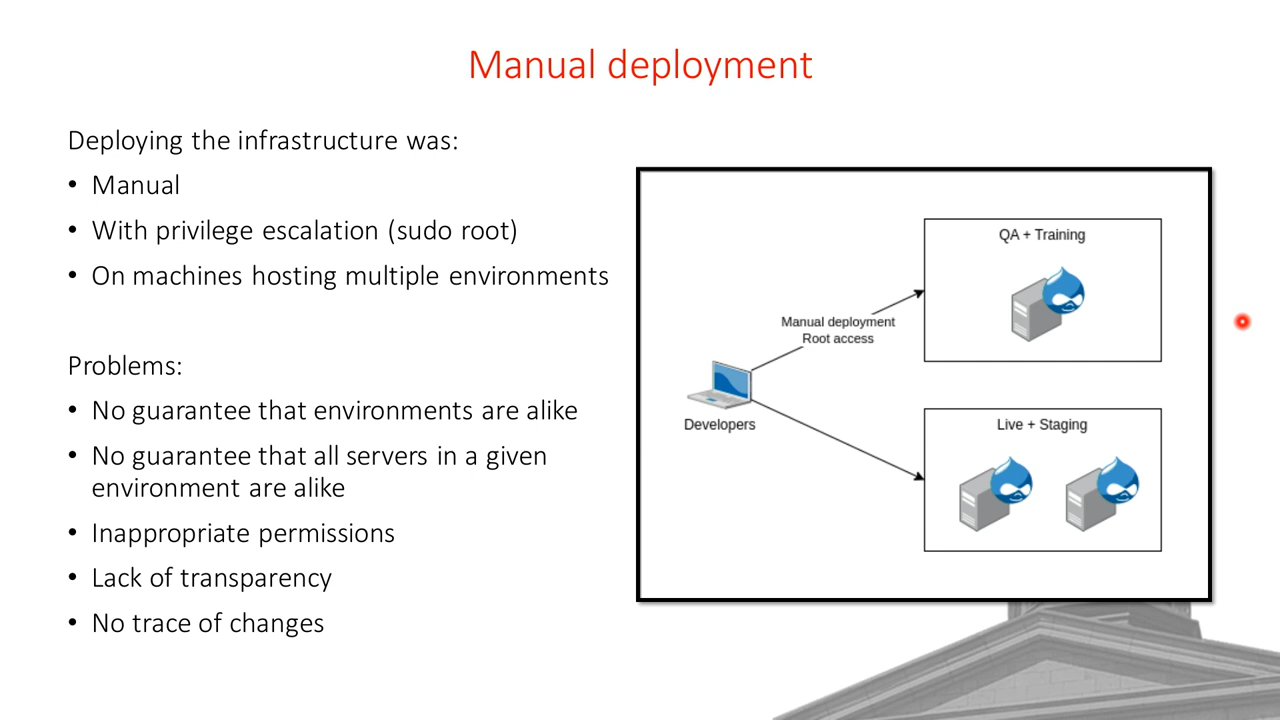 Manual deployment
Deploying the infrastructure was:
• Manual
• With privilege escalation (sudo root)
• On machines hosting multiple environments
Problems:
• No guarantee that environments are alike
• No guarantee that all servers in a given
environment are alike
• Inappropriate permissions
• Lack of transparency
• No trace of changes
QA + Training
Manual deployment
Root access
Developers
Live + Staging